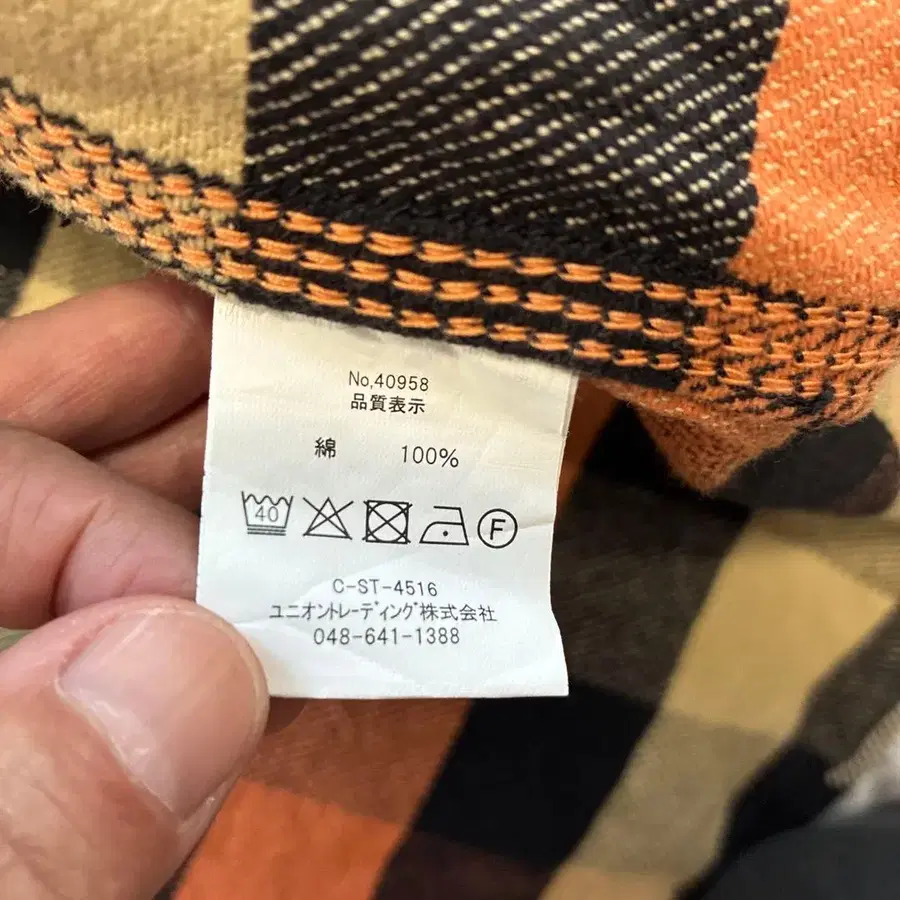 No,40958
品質表示
綿 100%
40 F
C-ST-4516
ユニオントレーディング株式会社
048-641-1388